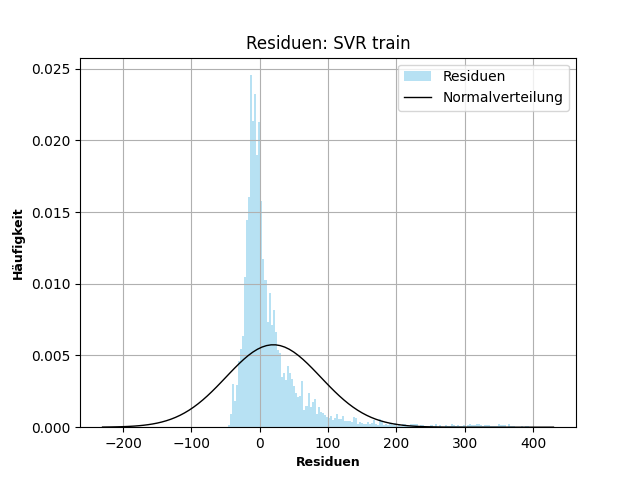 Residuen: SVR train
0.025
0.020
0.015
0.010
0.005
0.000
Häufigkeit
Residuen
Normalverteilung
−200
−100
0
100
200
300
400
Residuen